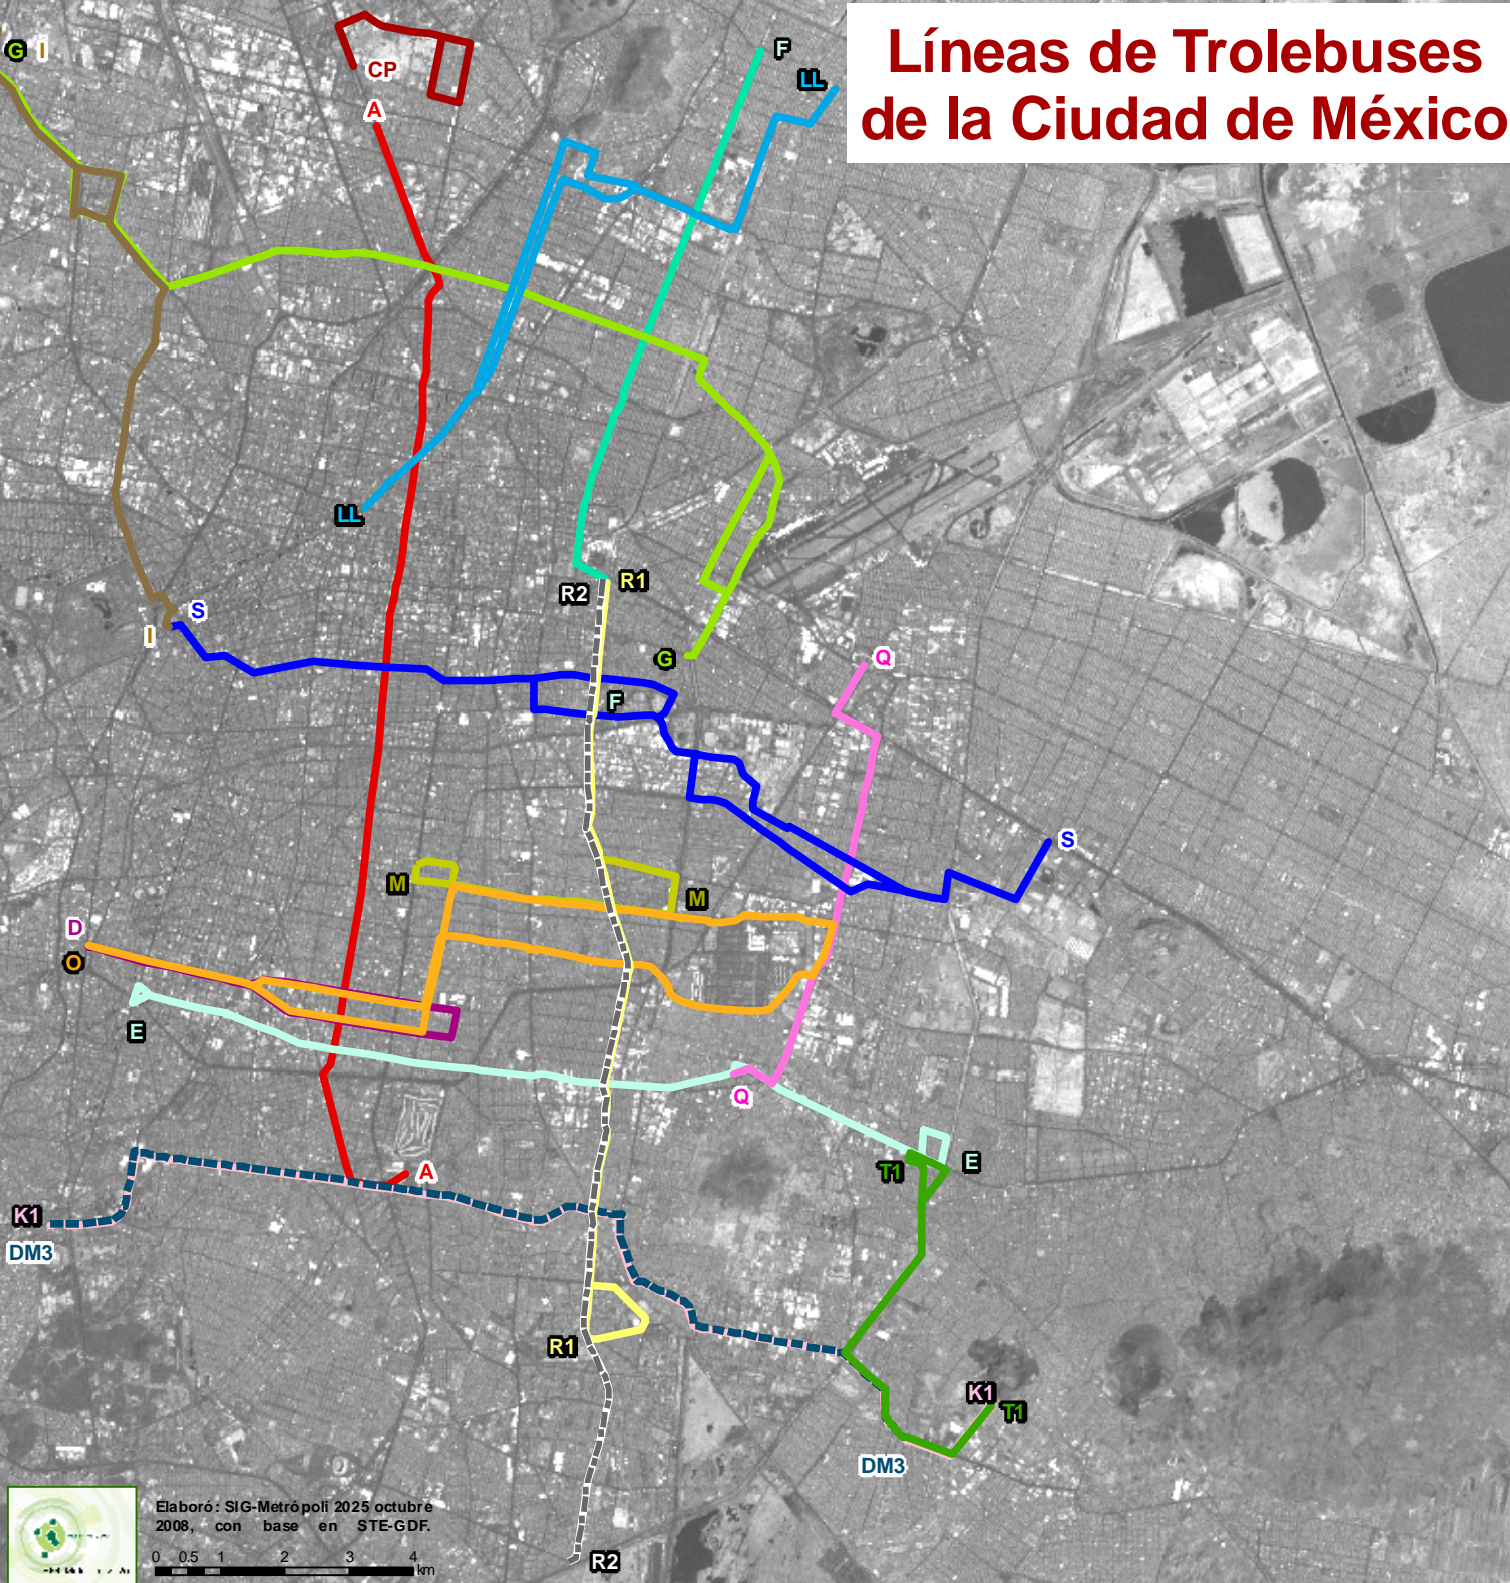 Líneas de Trolebuses
de la Ciudad de México
G I
CP
A
F
LL
LL
R2
R1
S
I
G
F
Q
S
M
M
D
O
E
Q
T1
E
A
K1
DM3
R1
K1
T1
DM3
R2
Elaboró: SIG-Metrópoli 2025 octubre
2008, con base en STE-GDF.
0 0.5 1 2 3 4
km